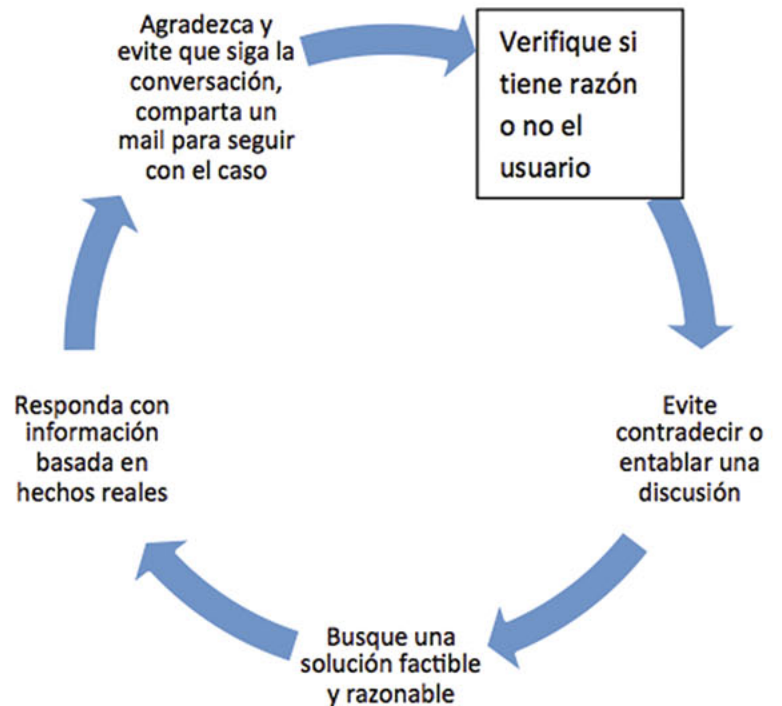 Agradezca y
evite que siga la
conversación,
comparta un
mail para seguir
con el caso
Verifique si
tiene razón
o no el
usuario
Evite
contradecir o
entablar una
discusión
Busque una
solución factible
y razonable
Responda con
información
basada en
hechos reales